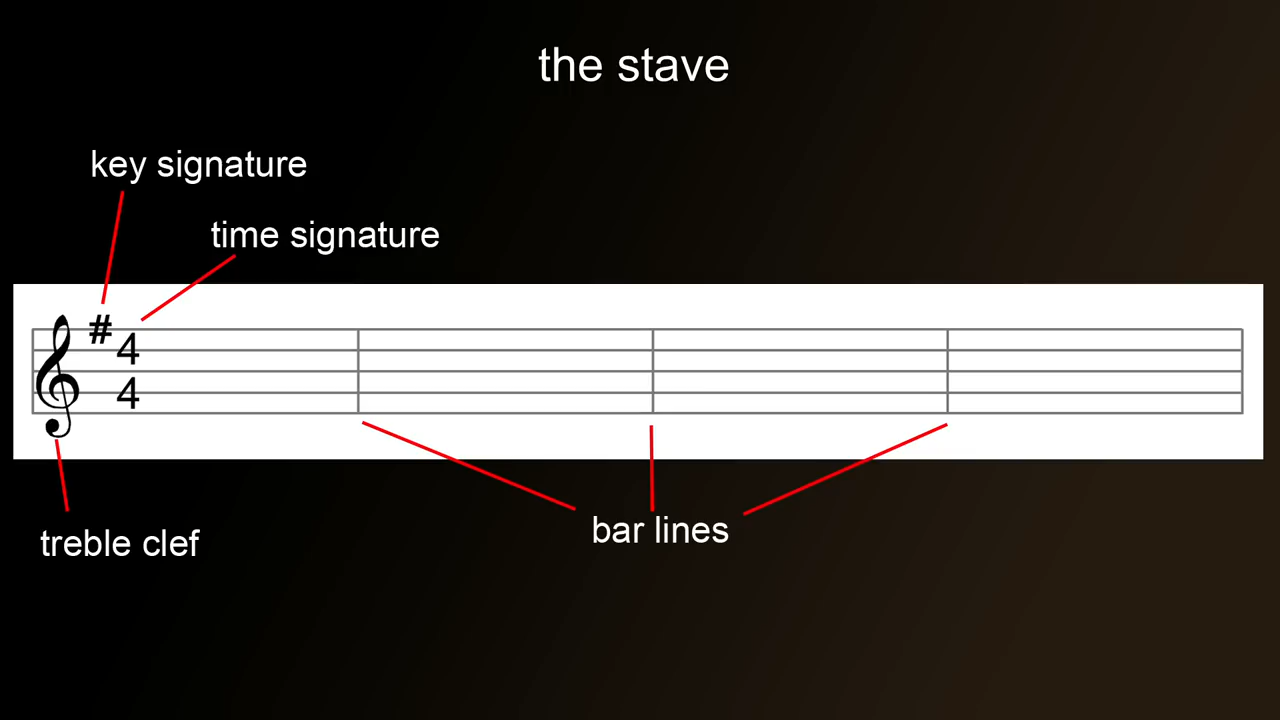 the stave
key signature
time signature
#
4
4
treble clef
bar lines